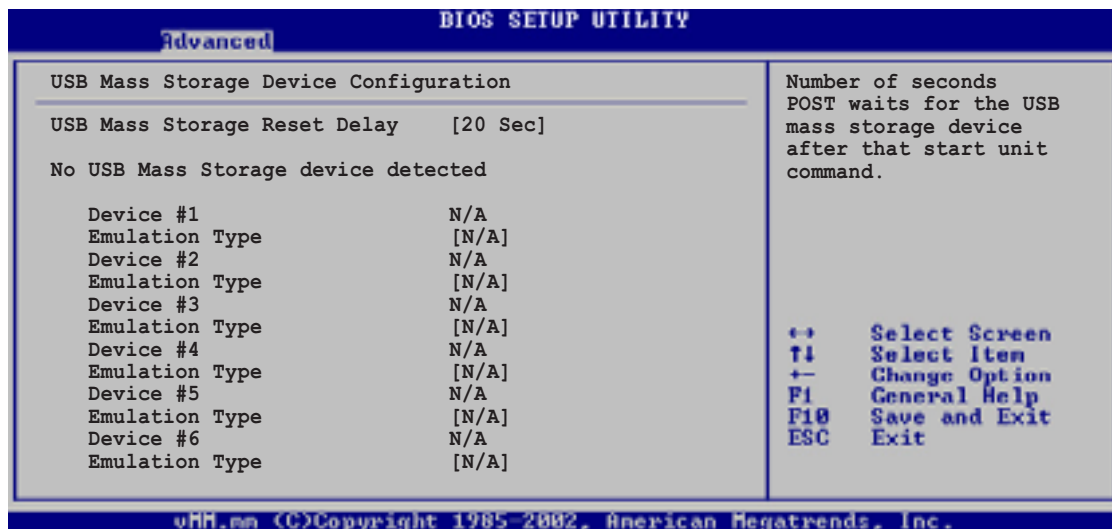 BIOS SETUP UTILITY
Advanced
USB Mass Storage Device Configuration
USB Mass Storage Reset Delay [20 Sec]
No USB Mass Storage device detected
Device #1 N/A
Emulation Type [N/A]
Device #2 N/A
Emulation Type [N/A]
Device #3 N/A
Emulation Type [N/A]
Device #4 N/A
Emulation Type [N/A]
Device #5 N/A
Emulation Type [N/A]
Device #6 N/A
Emulation Type [N/A]
Number of seconds
POST waits for the USB
mass storage device
after that start unit
command.
←→ Select Screen
↑↓ Select Item
+- Change Option
F1 General Help
F10 Save and Exit
ESC Exit
vMM.mm (C)Copyright 1985-2002, American Megatrends, Inc.